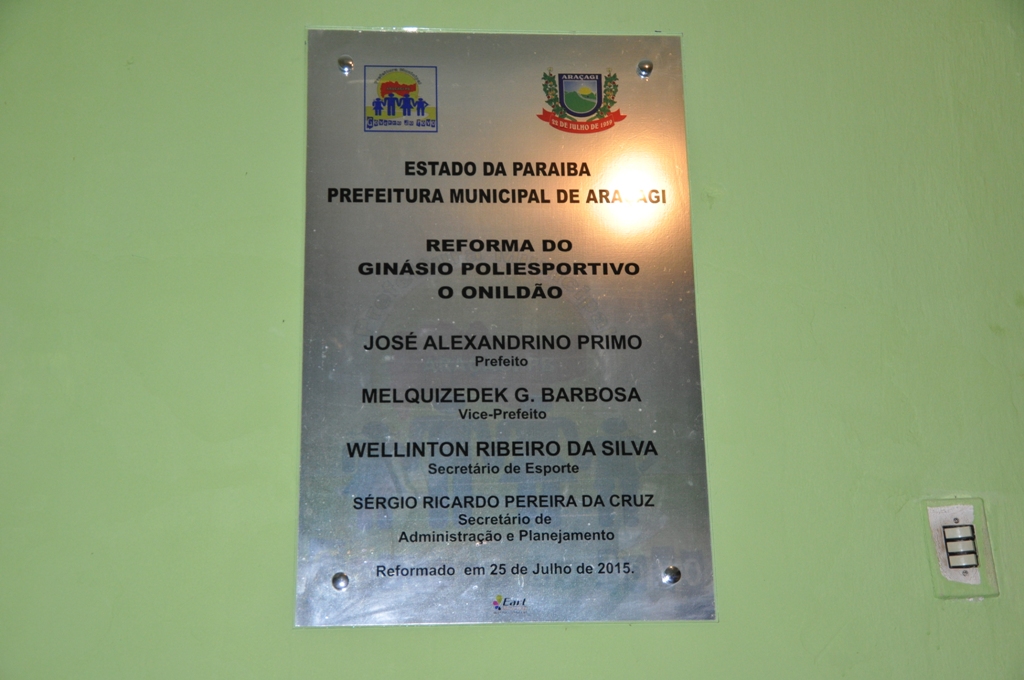 ARAÇAGI
ESTADO DA PARAIBA
PREFEITURA MUNICIPAL DE ARAÇAGI
REFORMA DO
GINÁSIO POLIESPORTIVO
O ONILDÃO
JOSÉ ALEXANDRINO PRIMO
Prefeito
MELQUIZEDEK G. BARBOSA
Vice-Prefeito
WELLINTON RIBEIRO DA SILVA
Secretário de Esporte
SÉRGIO RICARDO PEREIRA DA CRUZ
Secretário de
Administração e Planejamento
Reformado em 25 de Julho de 2015.